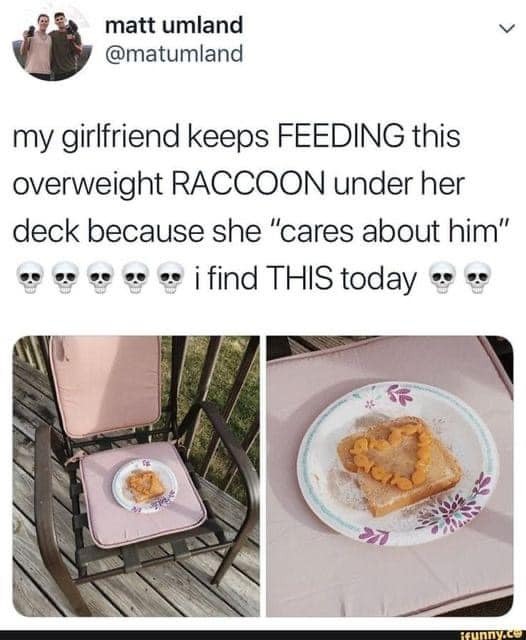 matt umland
@matumland
my girlfriend keeps FEEDING this
overweight RACCOON under her
deck because she "cares about him"
💀💀💀💀💀 i find THIS today 💀💀
ifunny.co